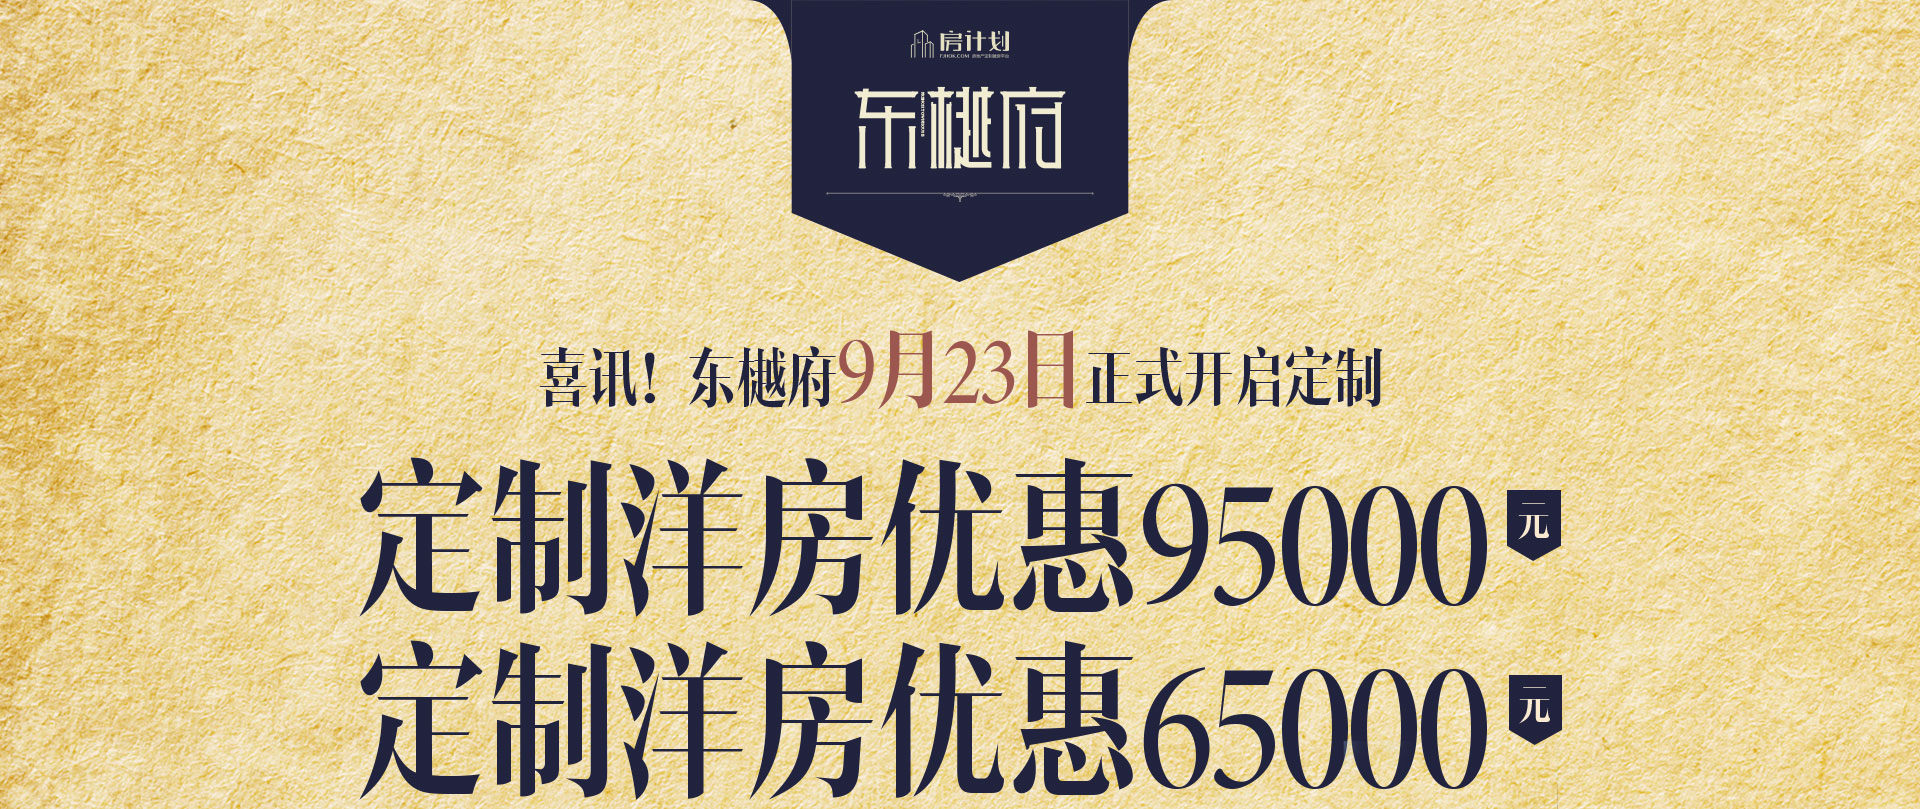 房计划
东樾府
喜讯！东樾府9月23日正式开启定制
定制洋房优惠95000元
定制洋房优惠65000元